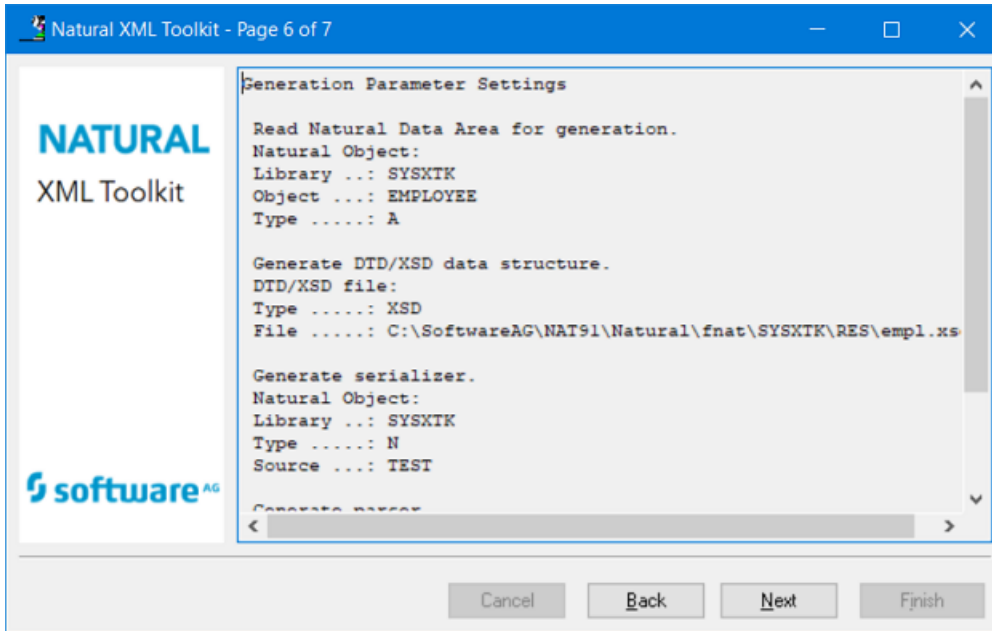 Natural XML Toolkit - Page 6 of 7
NATURAL
XML Toolkit
software AG
Generation Parameter Settings
Read Natural Data Area for generation.
Natural Object:
Library ..: SYSXTK
Object ...: EMPLOYEE
Type .....: A
Generate DTD/XSD data structure.
DTD/XSD file:
Type .....: XSD
File .....: C:\SoftwareAG\NAT91\Natural\fnat\SYSXTK\RES\empl.xs
Generate serializer.
Natural Object:
Library ..: SYSXTK
Type .....: N
Source ...: TEST
Generate parser
Cancel
Back
Next
Finish